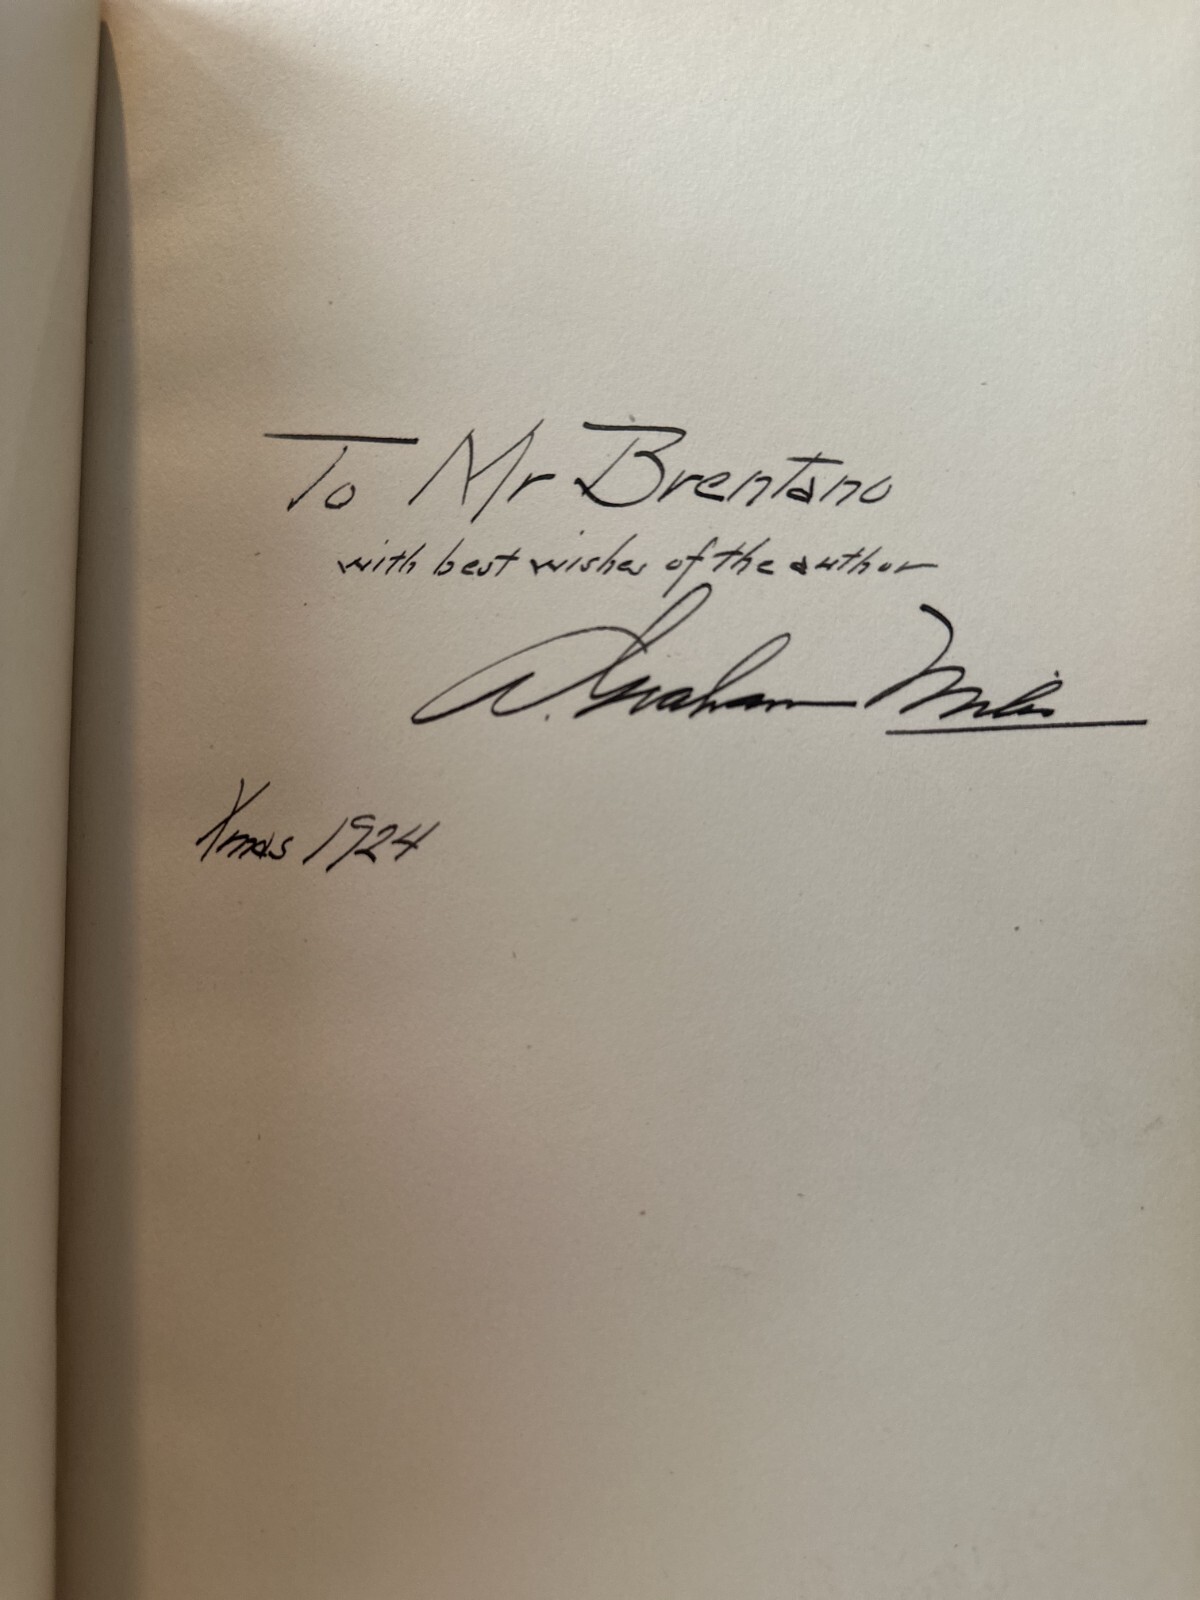 To Mr Brentano
with best wishes of the author
Xmas 1924